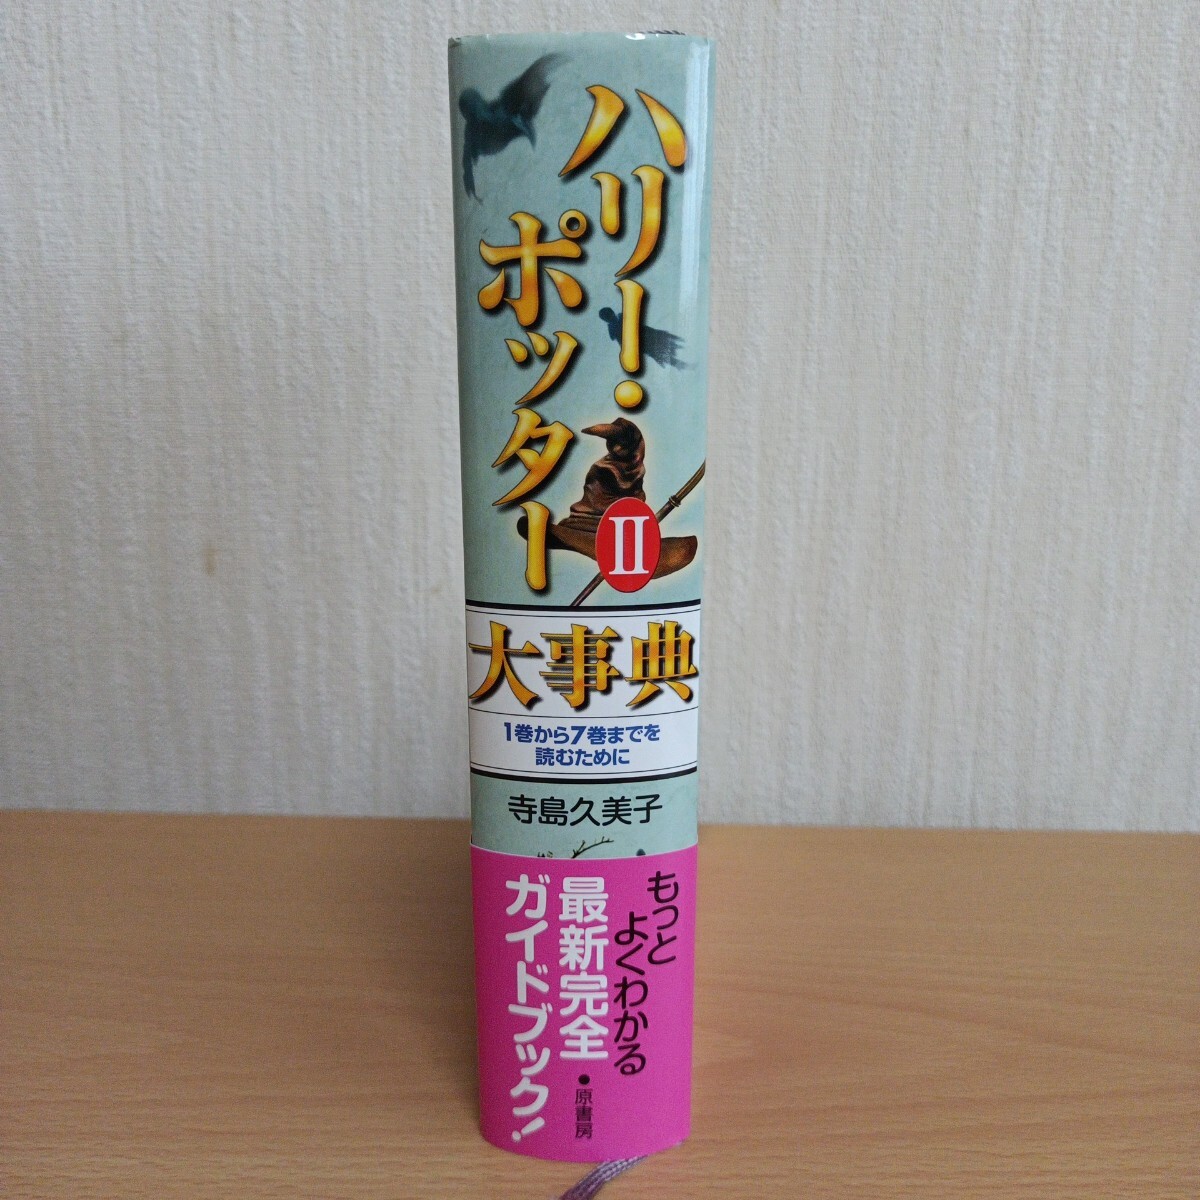 ハリー・
ポッター
II
大事典
1巻から7巻までを
読むために
寺島久美子
もっと
よくわかる
最新完全
ガイドブック!
●原書房